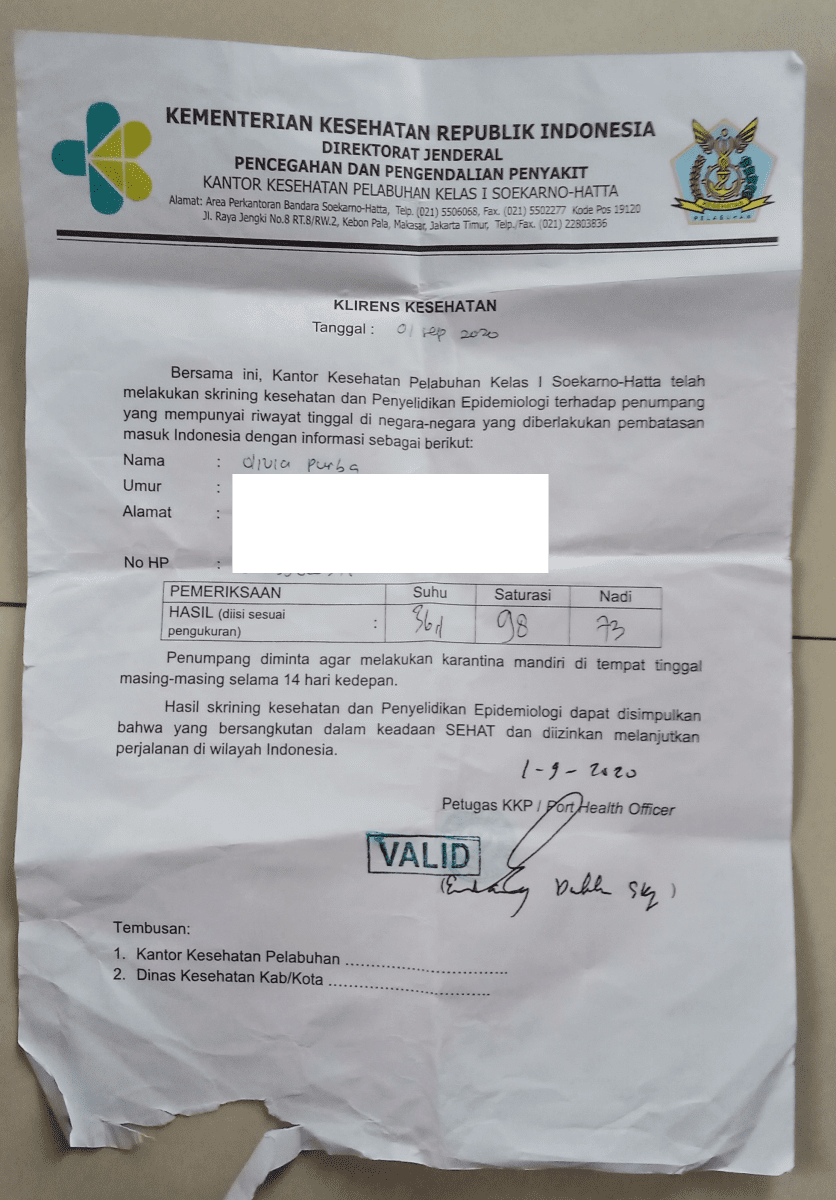 KEMENTERIAN KESEHATAN REPUBLIK INDONESIA
DIREKTORAT JENDERAL
PENCEGAHAN DAN PENGENDALIAN PENYAKIT
KANTOR KESEHATAN PELABUHAN KELAS I SOEKARNO-HATTA
Alamat: Area Perkantoran Bandara Soekarno-Hatta, Telp. (021) 5506068, Fax. (021) 5502277 Kode Pos 19120
Jl. Raya Jengki No.8 RT.8/RW.2, Kebon Pala, Makasar, Jakarta Timur, Telp./Fax. (021) 22803836
KLIRENS KESEHATAN
Tanggal : 01 sep 2020
Bersama ini, Kantor Kesehatan Pelabuhan Kelas I Soekarno-Hatta telah
melakukan skrining kesehatan dan Penyelidikan Epidemiologi terhadap penumpang
yang mempunyai riwayat tinggal di negara-negara yang diberlakukan pembatasan
masuk Indonesia dengan informasi sebagai berikut:
Nama : Olivia Purba
Umur :
Alamat :
No HP :
PEMERIKSAAN Suhu Saturasi Nadi
HASIL (diisi sesuai
pengukuran) : 98 73
Penumpang diminta agar melakukan karantina mandiri di tempat tinggal
masing-masing selama 14 hari kedepan.
Hasil skrining kesehatan dan Penyelidikan Epidemiologi dapat disimpulkan
bahwa yang bersangkutan dalam keadaan SEHAT dan diizinkan melanjutkan
perjalanan di wilayah Indonesia.
1-9-2020
Petugas KKP / Port Health Officer
VALID
Tembusan:
1. Kantor Kesehatan Pelabuhan ....................
2. Dinas Kesehatan Kab/Kota ....................